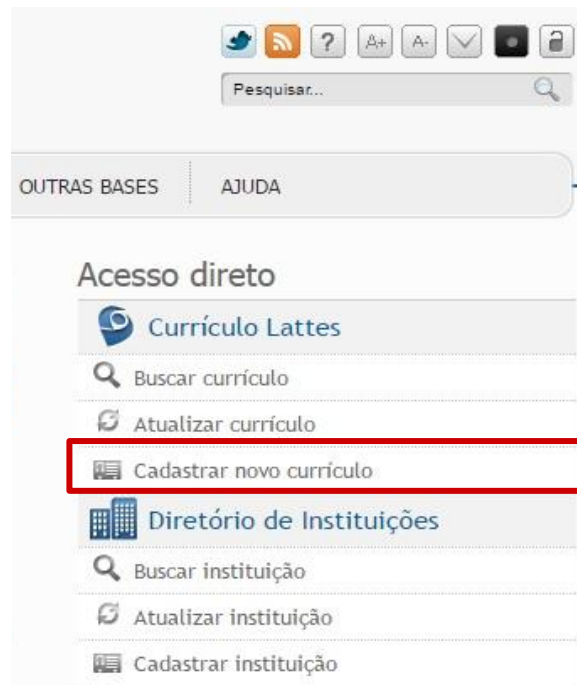 ? A+ A-
Pesquisar...
OUTRAS BASES AJUDA
Acesso direto
Currículo Lattes
Buscar currículo
Atualizar currículo
Cadastrar novo currículo
Diretório de Instituições
Buscar instituição
Atualizar instituição
Cadastrar instituição